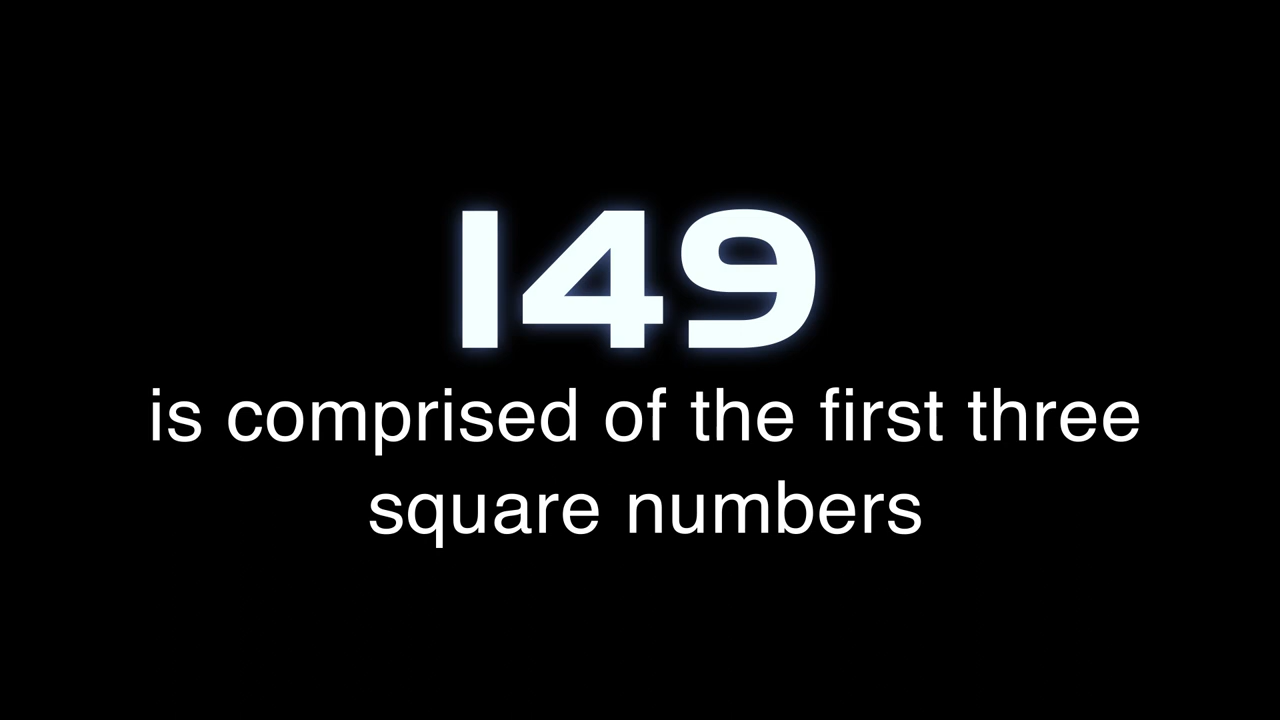 149
is comprised of the first three
square numbers